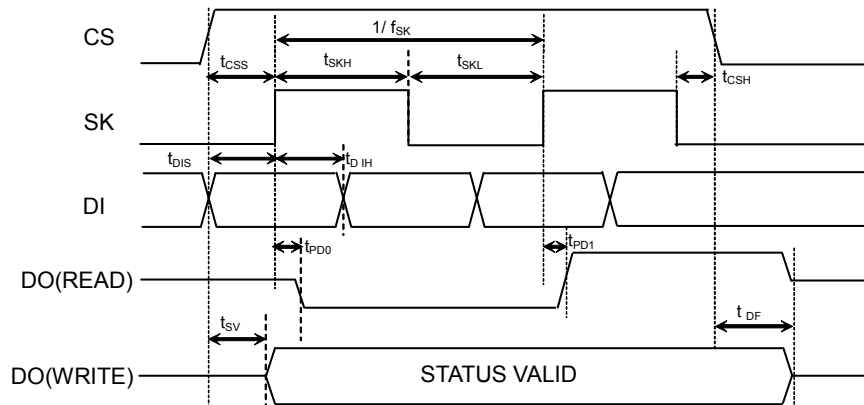 CS
1/ fSK
tCSS
tSKH
tSKL
tCSH
SK
tDIS
tD IH
DI
tPD0
tPD1
DO(READ)
tSV
t DF
DO(WRITE)
STATUS VALID